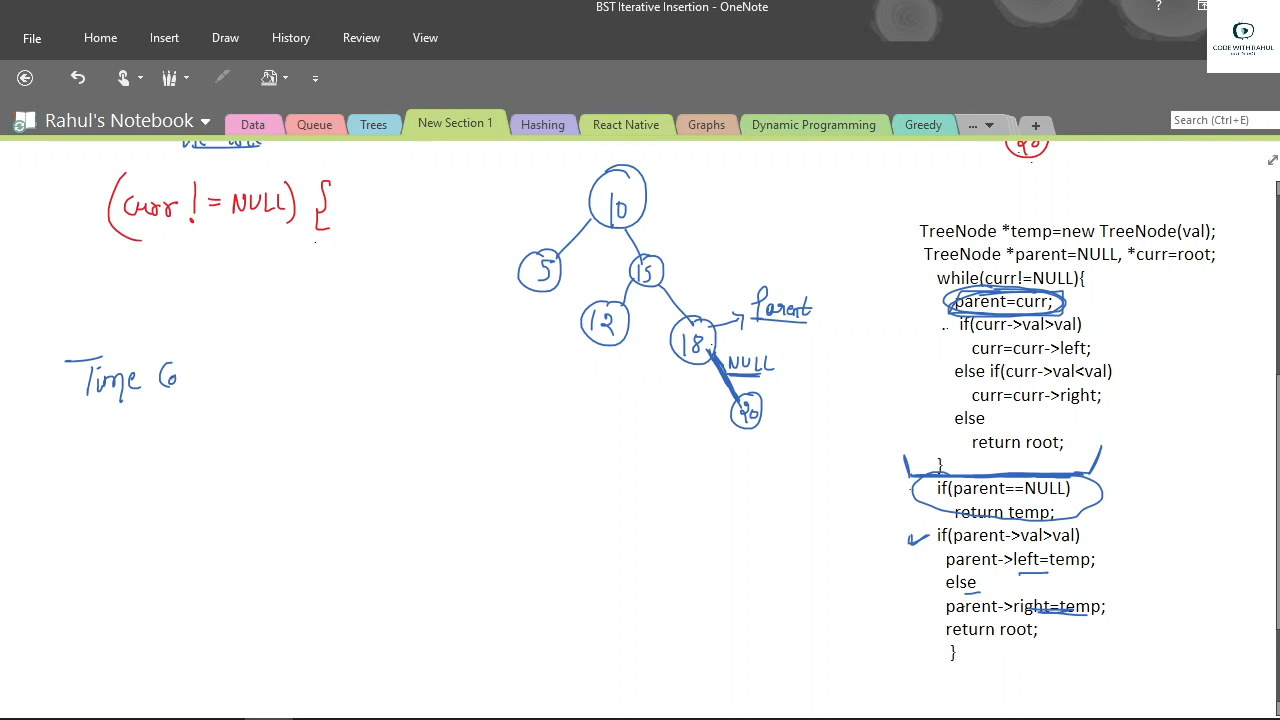 BST Iterative Insertion - OneNote
?
CODE WITH RAHUL
File Home Insert Draw History Review View
Rahul's Notebook
Data Queue Trees New Section 1 Hashing React Native Graphs Dynamic Programming Greedy ... +
Search (Ctrl+E)
(curr != NULL) {
10
5
15
12
18
Parent
NULL
20
Time Co
TreeNode *temp=new TreeNode(val);
TreeNode *parent=NULL, *curr=root;
while(curr!=NULL){
parent=curr;
if(curr->val>val)
curr=curr->left;
else if(curr->val<val)
curr=curr->right;
else
return root;
}
if(parent==NULL)
return temp;
if(parent->val>val)
parent->left=temp;
else
parent->right=temp;
return root;
}